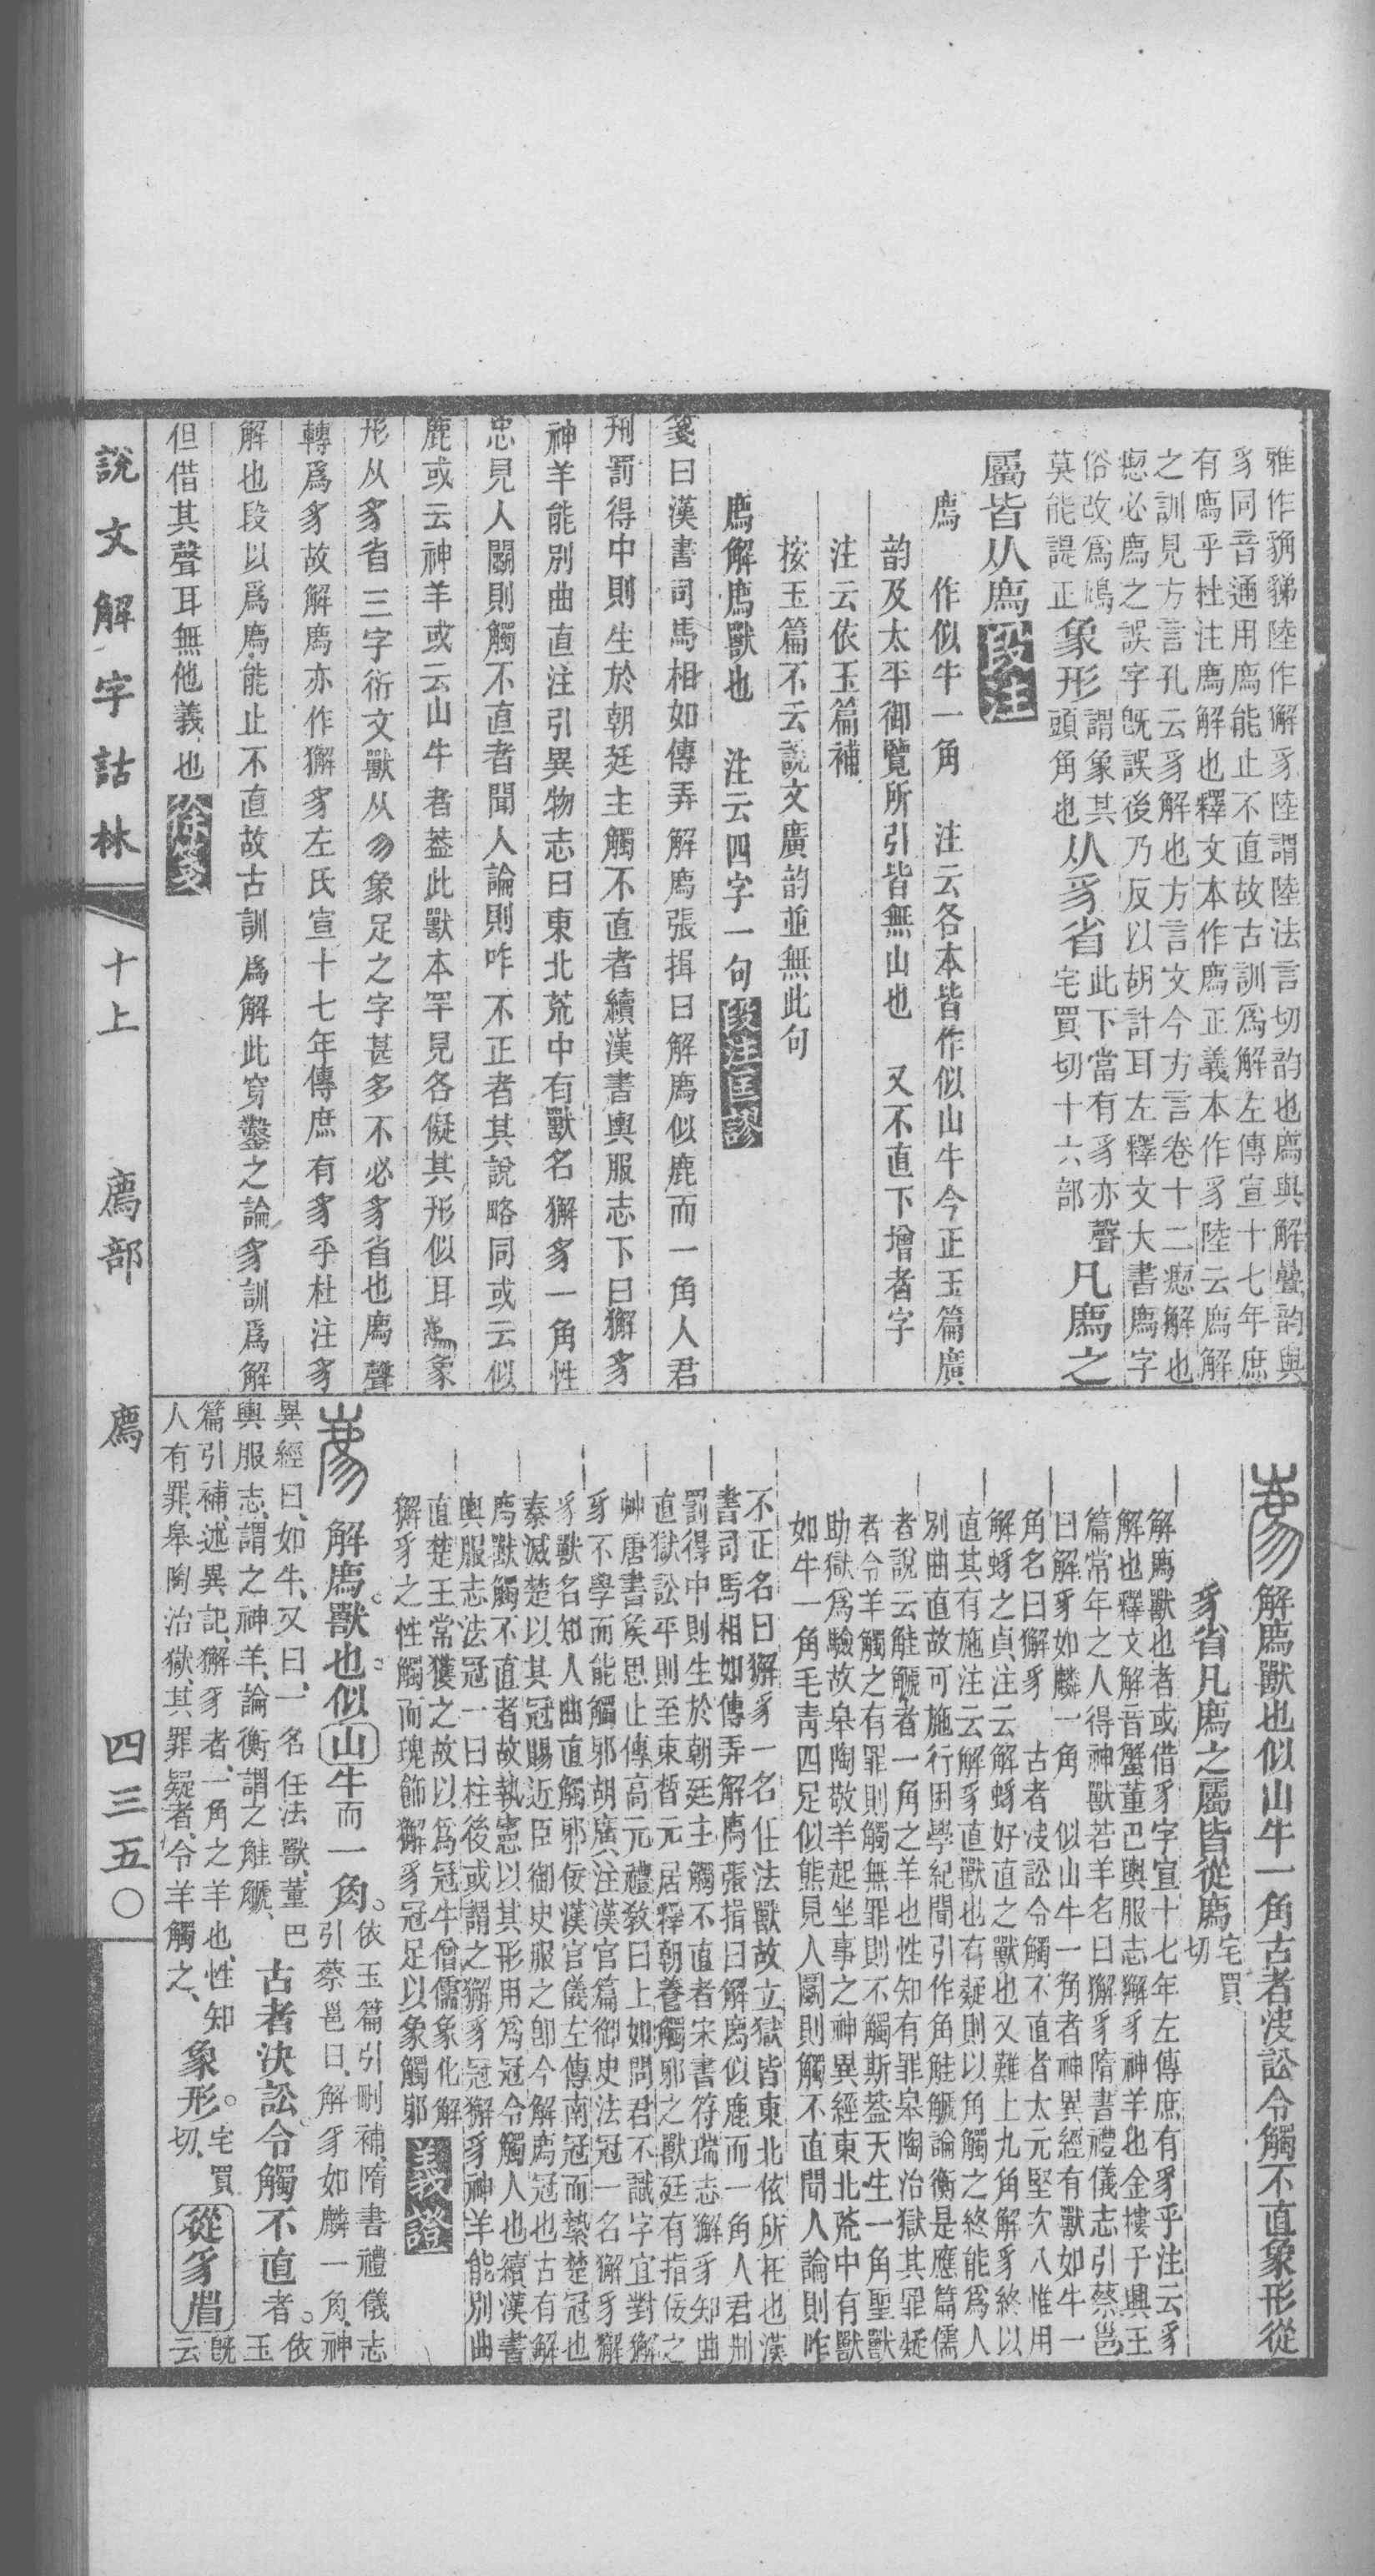 雅作貏豸陸作獬豸陸謂陸法言切韵也廌與解疊韵與
豸同音通用廌能止不直故古訓爲解左傳宣十七年庶
有廌乎杜注廌解也釋文本作廌正義本作豸陸云廌解
之訓見方言孔云豸解也方言文今方言卷十二瘛解也
瘛必廌之誤字旣誤後乃反以胡計耳左釋文大書廌字
俗改爲鳩
莫能諟正
象形
謂象其
頭角也
从豸省
此下當有豸亦聲
宅買切十六部
凡廌之
屬皆从廌
段注
廌 作似牛一角 注云各本皆作似山牛今正玉篇廣
韵及太平御覽所引皆無山也 又不直下增者字
注云依玉篇補
按玉篇不云說文廣韵並無此句
廌解廌獸也 注云四字一句
段注匡謬
箋曰漢書司馬相如傳弄解廌張揖曰解廌似鹿而一角人君
刑罰得中則生於朝廷主觸不直者續漢書輿服志下曰獬豸
神羊能別曲直注引異物志曰東北荒中有獸名獬豸一角性
忠見人鬬則觸不直者聞人論則咋不正者其說略同或云似
鹿或云神羊或云山牛者葢此獸本罕見各儗其形似耳象
形从豸省三字衍文獸从勿象足之字甚多不必豸省也廌聲
轉爲豸故解廌亦作獬豸左氏宣十七年傳庶有豸乎杜注豸
解也段以爲廌能止不直故古訓爲解此穿鑿之論豸訓爲解
但借其聲耳無他義也
徐箋
解廌獸也似山牛一角古者決訟令觸不直象形從
豸省凡廌之屬皆從廌
宅買
切
解廌獸也者或借豸字宣十七年左傳庶有豸乎注云豸
解也釋文解音蟹董巴輿服志獬豸神羊也金樓子興王
篇常年之人得神獸若羊名曰獬豸隋書禮儀志引蔡邕
曰解豸如麟一角 似山牛一角者神異經有獸如牛一
角名曰解豸 古者決訟令觸不直者太元堅次八惟用
解蛶之貞注云解蛶好直之獸也又難上九角解豸終以
直其有施注云解豸直獸也有疑則以角觸之終能爲人
別曲直故可施行困學紀聞引作角觟䚦論衡是應篇儒
者說云觟䚦者一角之羊也性知有罪皋陶治獄其罪疑
者令羊觸之有罪則觸無罪則不觸斯葢天生一角聖獸
助獄爲驗故皋陶敬羊起坐事之神異經東北荒中有獸
如牛一角毛青四足似熊見人鬬則觸不直聞人論則咋
不正名曰獬豸一名任法獸故立獄皆東北依所在也漢
書司馬相如傳弄解廌張揖曰解廌似鹿而一角人君刑
罰得中則生於朝廷主觸不直者宋書符瑞志獬豸知曲
直獄訟平則至東晳元居釋朝養觸邪之獸廷有指佞之
艸唐書侯思止傳高元禮敎曰上如問君不識字宜對獬
豸不學而能觸邪胡廣注漢官篇御史法冠一名獬豸獬
豸獸名知人曲直觸邪佞漢官儀左傳南冠而縶楚冠也
秦滅楚以其冠賜近臣御史服之卽今解廌冠也古有解
廌獸觸不直者故執憲以其形用爲冠令觸人也續漢書
輿服志法冠一曰柱後或謂之獬豸冠獬豸神羊能別曲
直楚王常獲之故以爲冠牛僧儒象化解
獬豸之性觸而瑰飾獬豸冠足以象觸邪
義證
解廌獸也似山牛而一角
依玉篇引刪補隋書禮儀志
引蔡邕曰解豸如麟一角神
異經曰如牛又曰一名任法獸董巴
輿服志謂之神羊論衡謂之觟䚦
古者決訟令觸不直者
依
玉
篇引補述異記獬豸者一角之羊也性知
人有罪皋陶治獄其罪疑者令羊觸之
象形
宅買
切
從豸省
旣
云
說文解字詁林
十上
廌部
廌
四三五〇